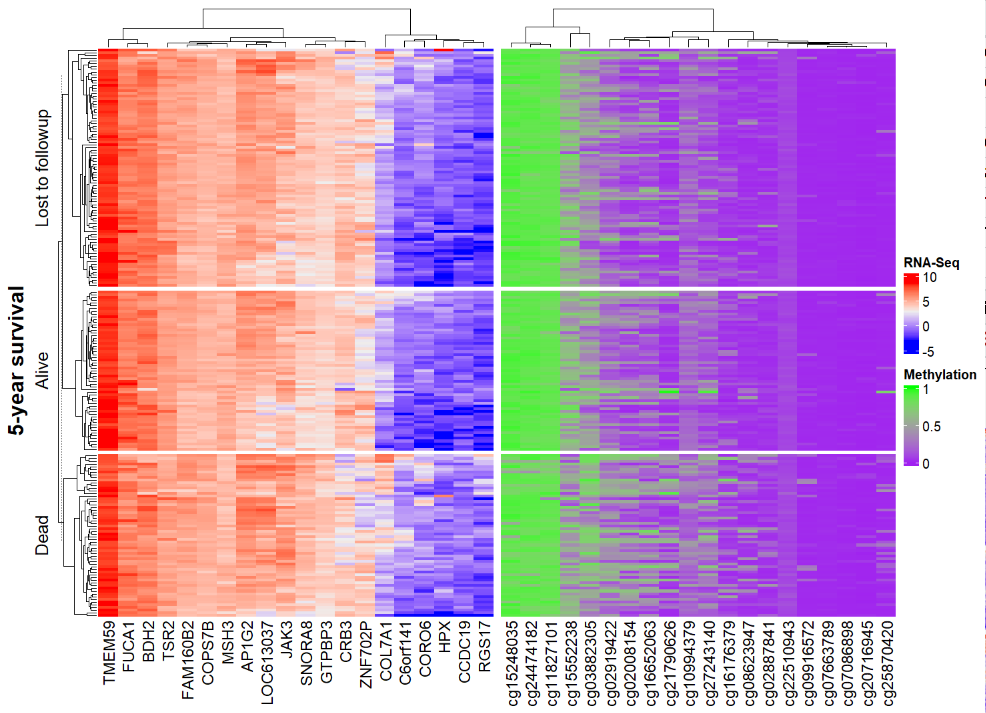 5-year survival
Lost to followup
Alive
Dead
RNA-Seq
10
5
0
-5
Methylation
1
0.5
0
TMEM59
FUCA1
BDH2
TSR2
FAM160B2
COPS7B
MSH3
AP1G2
LOC613037
JAK3
SNORA8
GTPBP3
CRB3
ZNF702P
COL7A1
C6orf141
CORO6
HPX
CCDC19
RGS17
cg15248035
cg24474182
cg11827101
cg15552238
cg03882305
cg02919422
cg02008154
cg16652063
cg21790626
cg10994379
cg27243140
cg16176379
cg08623947
cg02887841
cg22510943
cg09916572
cg07663789
cg07086898
cg20716945
cg25870420